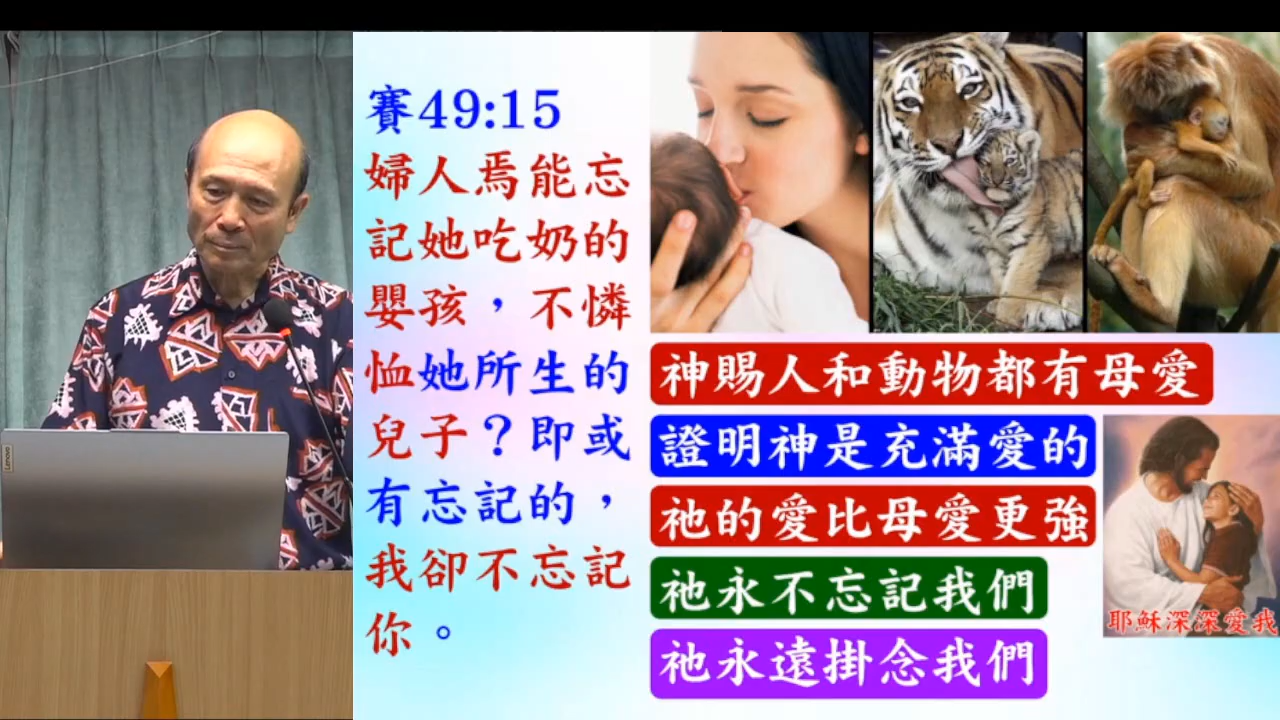 賽49:15
婦人焉能忘
記她吃奶的
嬰孩，不憐
恤她所生的
兒子？即或
有忘記的，
我卻不忘記
你。
神賜人和動物都有母愛
證明神是充滿愛的
祂的愛比母愛更強
祂永不忘記我們
祂永遠掛念我們
耶穌深深愛我
Lenovo